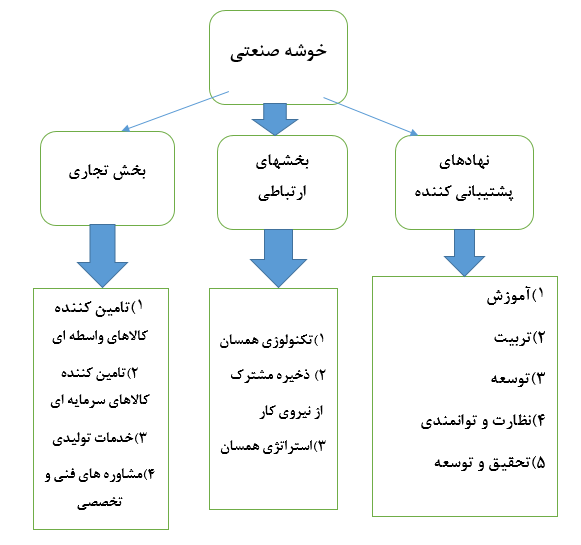 خوشه صنعتی
نهادهای
پشتیبانی کننده
بخشهای
ارتباطی
بخش تجاری
۱)آموزش
۲)تربیت
۳)توسعه
۴)نظارت و توانمندی
۵)تحقیق و توسعه
۱)تکنولوزی همسان
۲) ذخیره مشترک
از نیروی کار
۳)استراتژی همسان
۱)تامین کننده
کالاهای واسطه ای
۲)تامین کننده
کالاهای سرمایه ای
۳)خدمات تولیدی
۴)مشاوره های فنی و
تخصصی